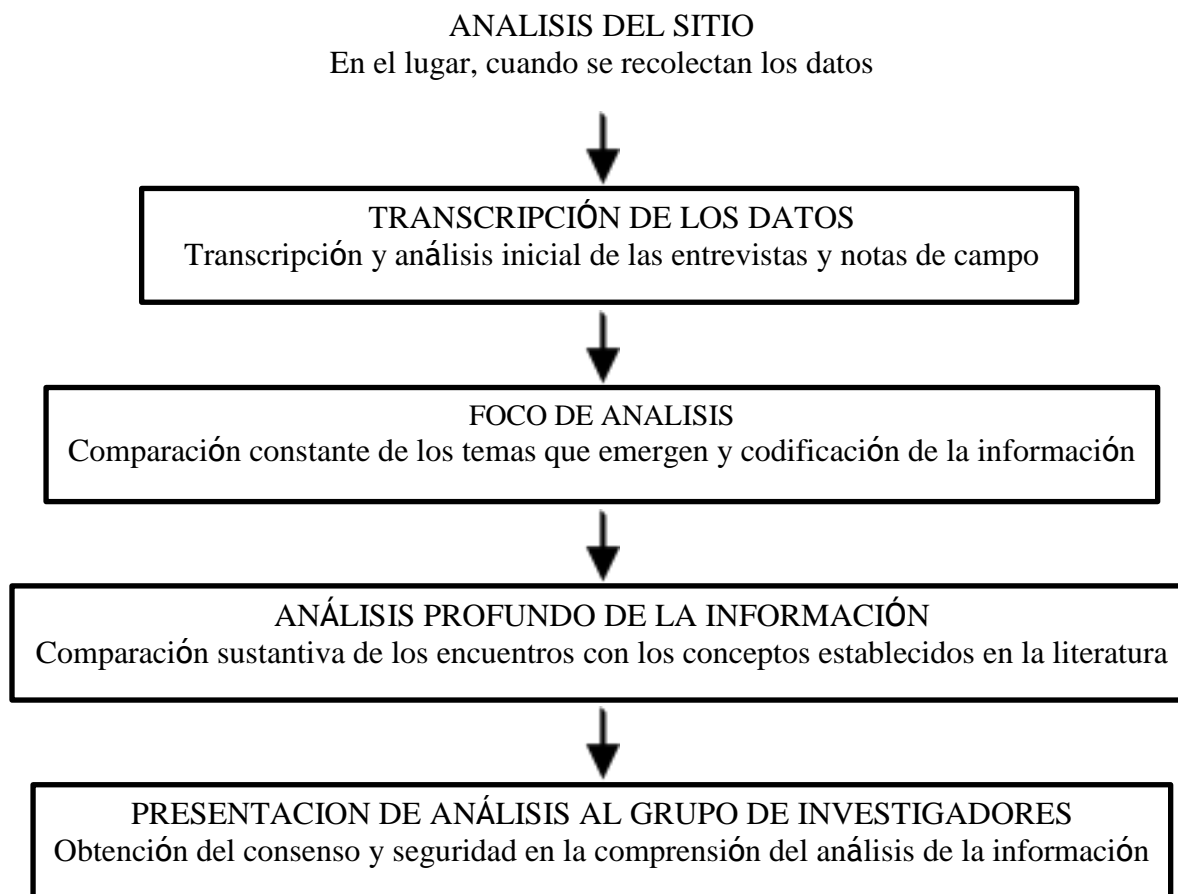 ANALISIS DEL SITIO
En el lugar, cuando se recolectan los datos
TRANSCRIPCIÓN DE LOS DATOS
Transcripción y análisis inicial de las entrevistas y notas de campo
FOCO DE ANALISIS
Comparación constante de los temas que emergen y codificación de la información
ANÁLISIS PROFUNDO DE LA INFORMACIÓN
Comparación sustantiva de los encuentros con los conceptos establecidos en la literatura
PRESENTACION DE ANÁLISIS AL GRUPO DE INVESTIGADORES
Obtención del consenso y seguridad en la comprensión del análisis de la información